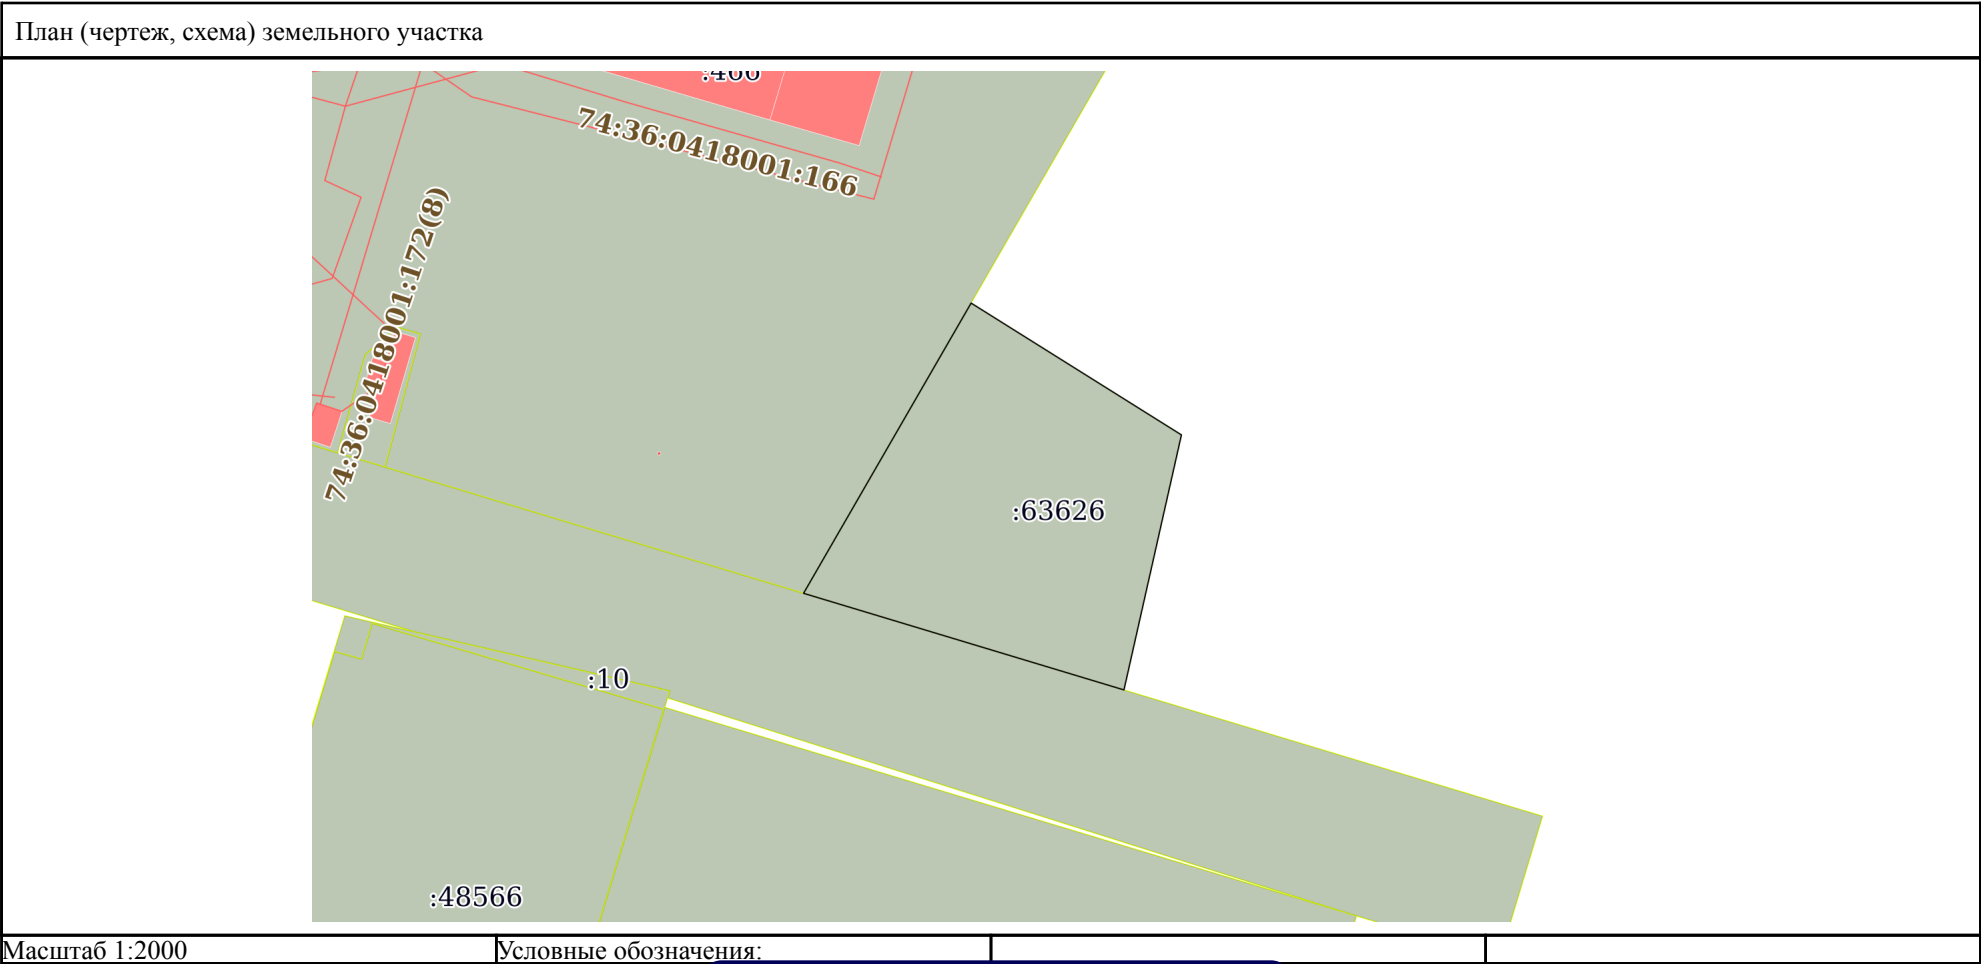 План (чертеж, схема) земельного участка
:466
74:36:0418001:166
74:36:0418001:172(8)
:63626
:10
:48566
Масштаб 1:2000
Условные обозначения: